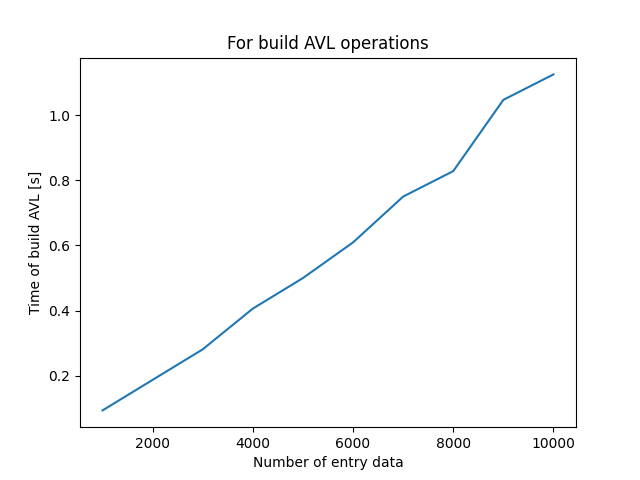 For build AVL operations
1.0
0.8
0.6
0.4
0.2
Time of build AVL [s]
2000 4000 6000 8000 10000
Number of entry data